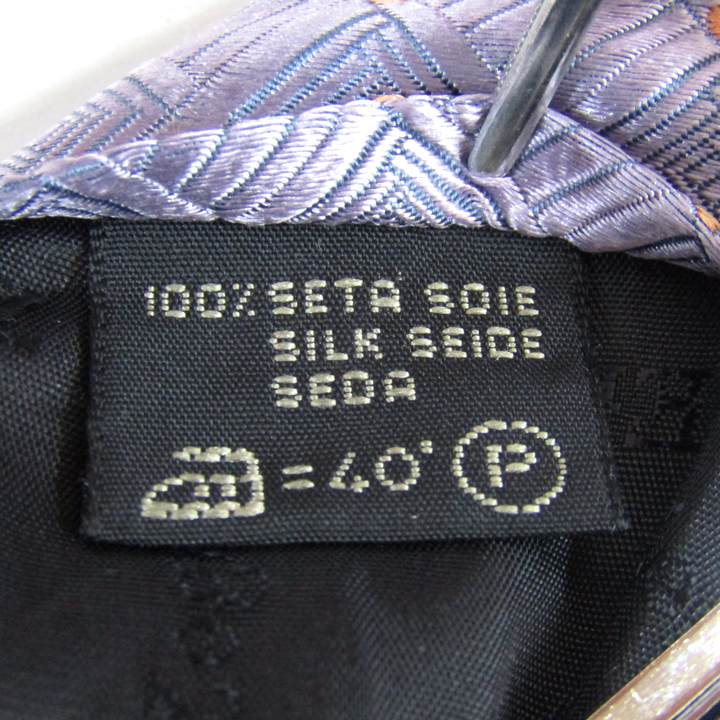 100% SETA SOIE
SILK SEIDE
SEDA
= 40° P